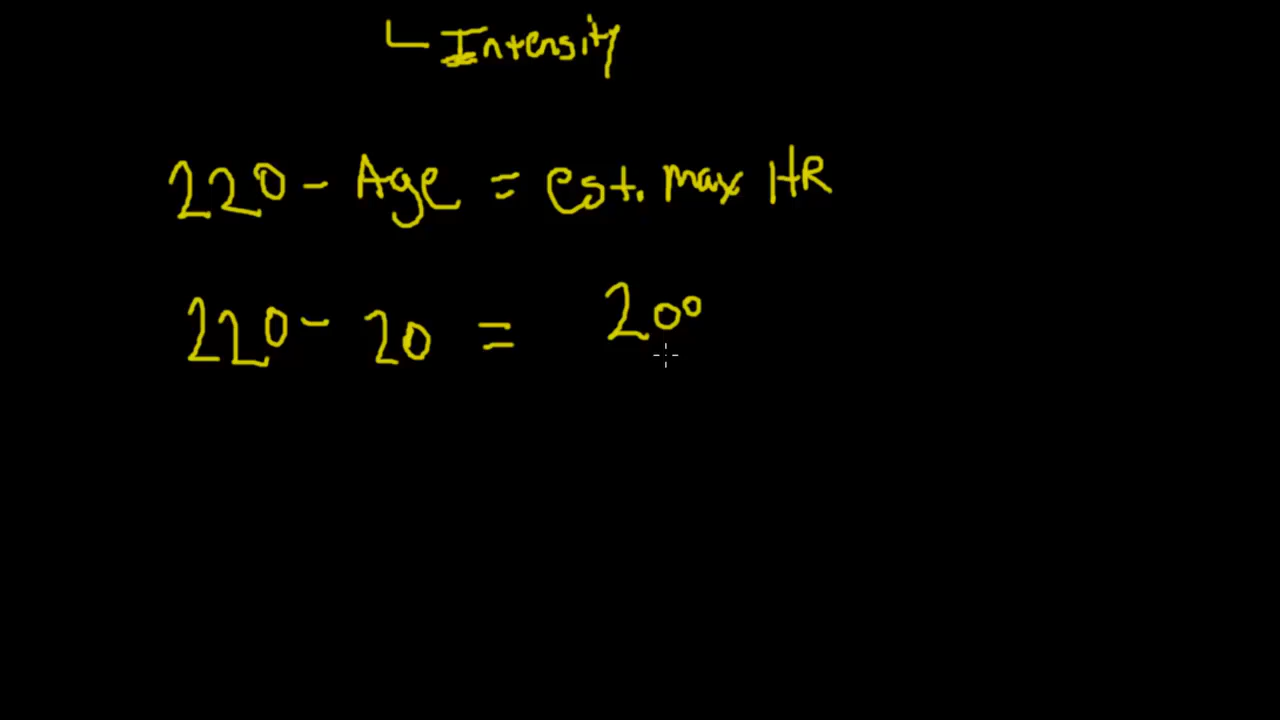 Intensity
220 - Age = est. max HR
220 - 20 = 200